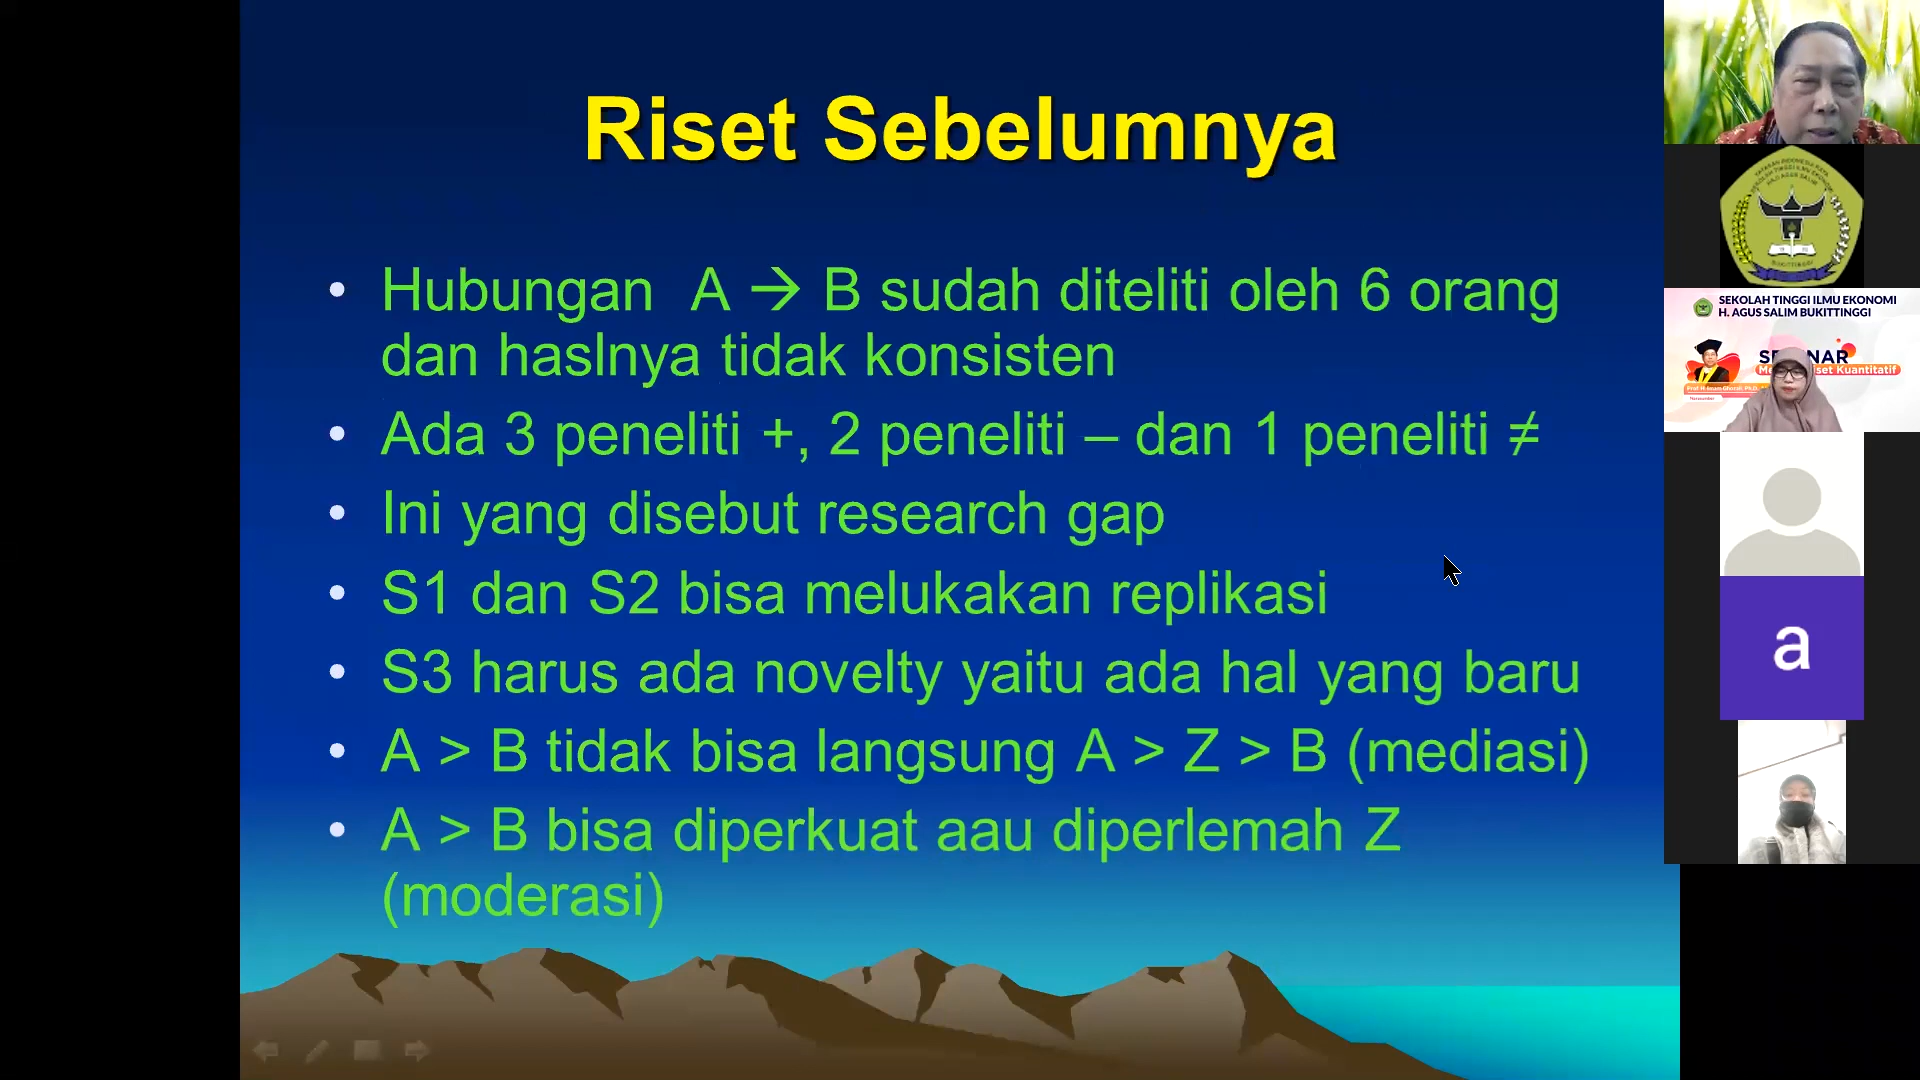 Riset Sebelumnya
• Hubungan A → B sudah diteliti oleh 6 orang
dan haslnya tidak konsisten
• Ada 3 peneliti +, 2 peneliti – dan 1 peneliti ≠
• Ini yang disebut research gap
• S1 dan S2 bisa melukakan replikasi
• S3 harus ada novelty yaitu ada hal yang baru
• A > B tidak bisa langsung A > Z > B (mediasi)
• A > B bisa diperkuat aau diperlemah Z
(moderasi)
BUKITTINGGI
SEKOLAH TINGGI ILMU EKONOMI
H. AGUS SALIM BUKITTINGGI
Kuantitatif
a